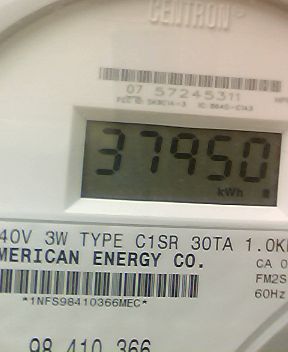 CENTRON
07 57245311
37950
kWh
40V 3W TYPE C1SR 30TA 1.0K
MERICAN ENERGY CO.
CA 0
FM2S
60Hz
*1NFS98410366MEC*
98 410 366